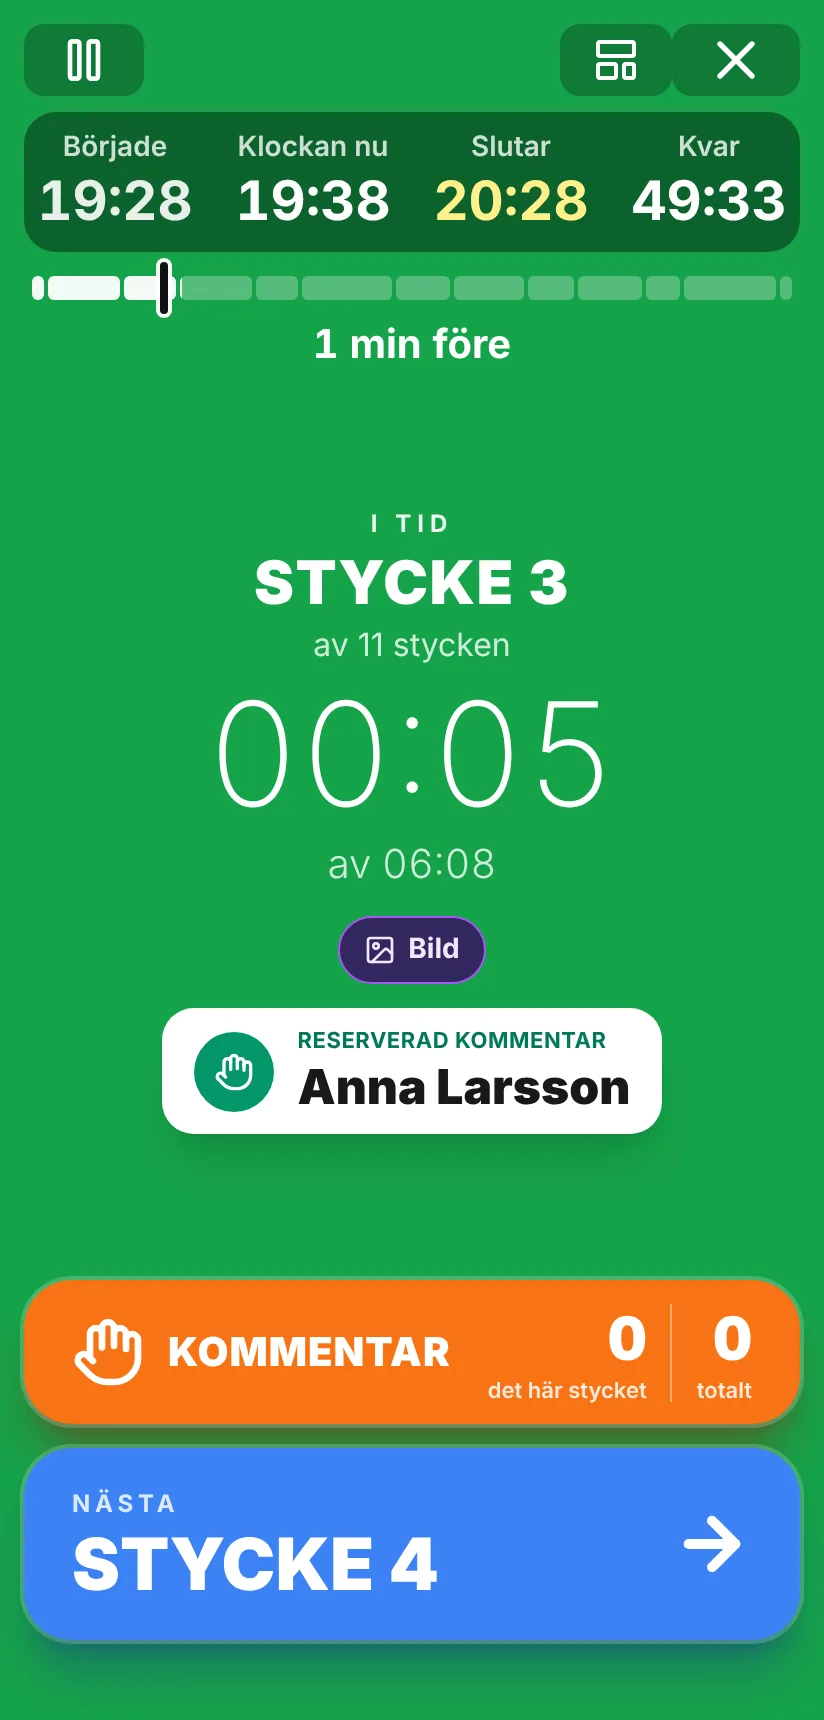 Började Klockan nu Slutar Kvar
19:28 19:38 20:28 49:33
1 min före
I TID
STYCKE 3
av 11 stycken
00:05
av 06:08
Bild
RESERVERAD KOMMENTAR
Anna Larsson
KOMMENTAR 0 0
det här stycket totalt
NÄSTA
STYCKE 4